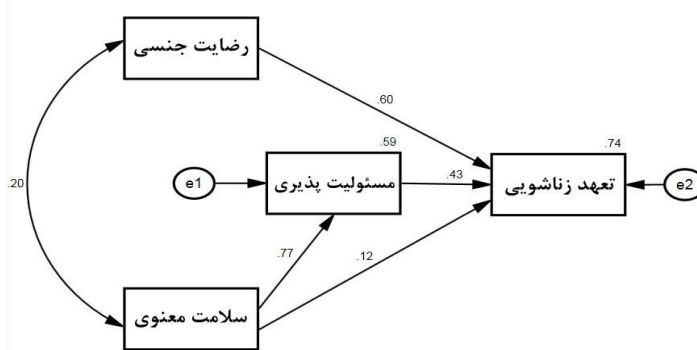 رضایت جنسی
.60
.59
.74
.20
e1
مسئولیت پذیری
.43
تعهد زناشویی
e2
.77
.12
سلامت معنوی